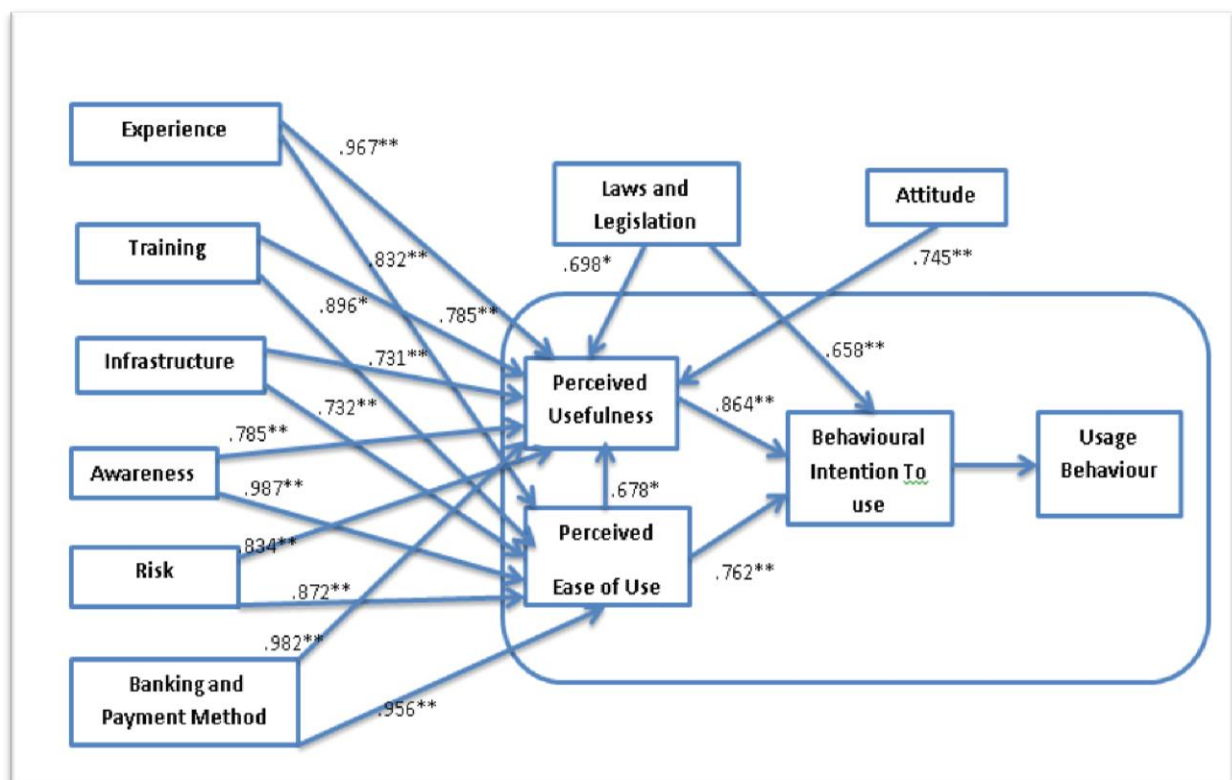 Experience
.967**
Laws and
Legislation
Attitude
Training
.832**
.698*
.745**
.896*
.785**
Infrastructure
.731**
.658**
Perceived
Usefulness
.732**
.864**
.785**
Behavioural
Intention To
use
Usage
Behaviour
Awareness
.987**
.678*
Perceived
Ease of Use
.834**
.762**
Risk
.872**
.982**
Banking and
Payment Method
.956**